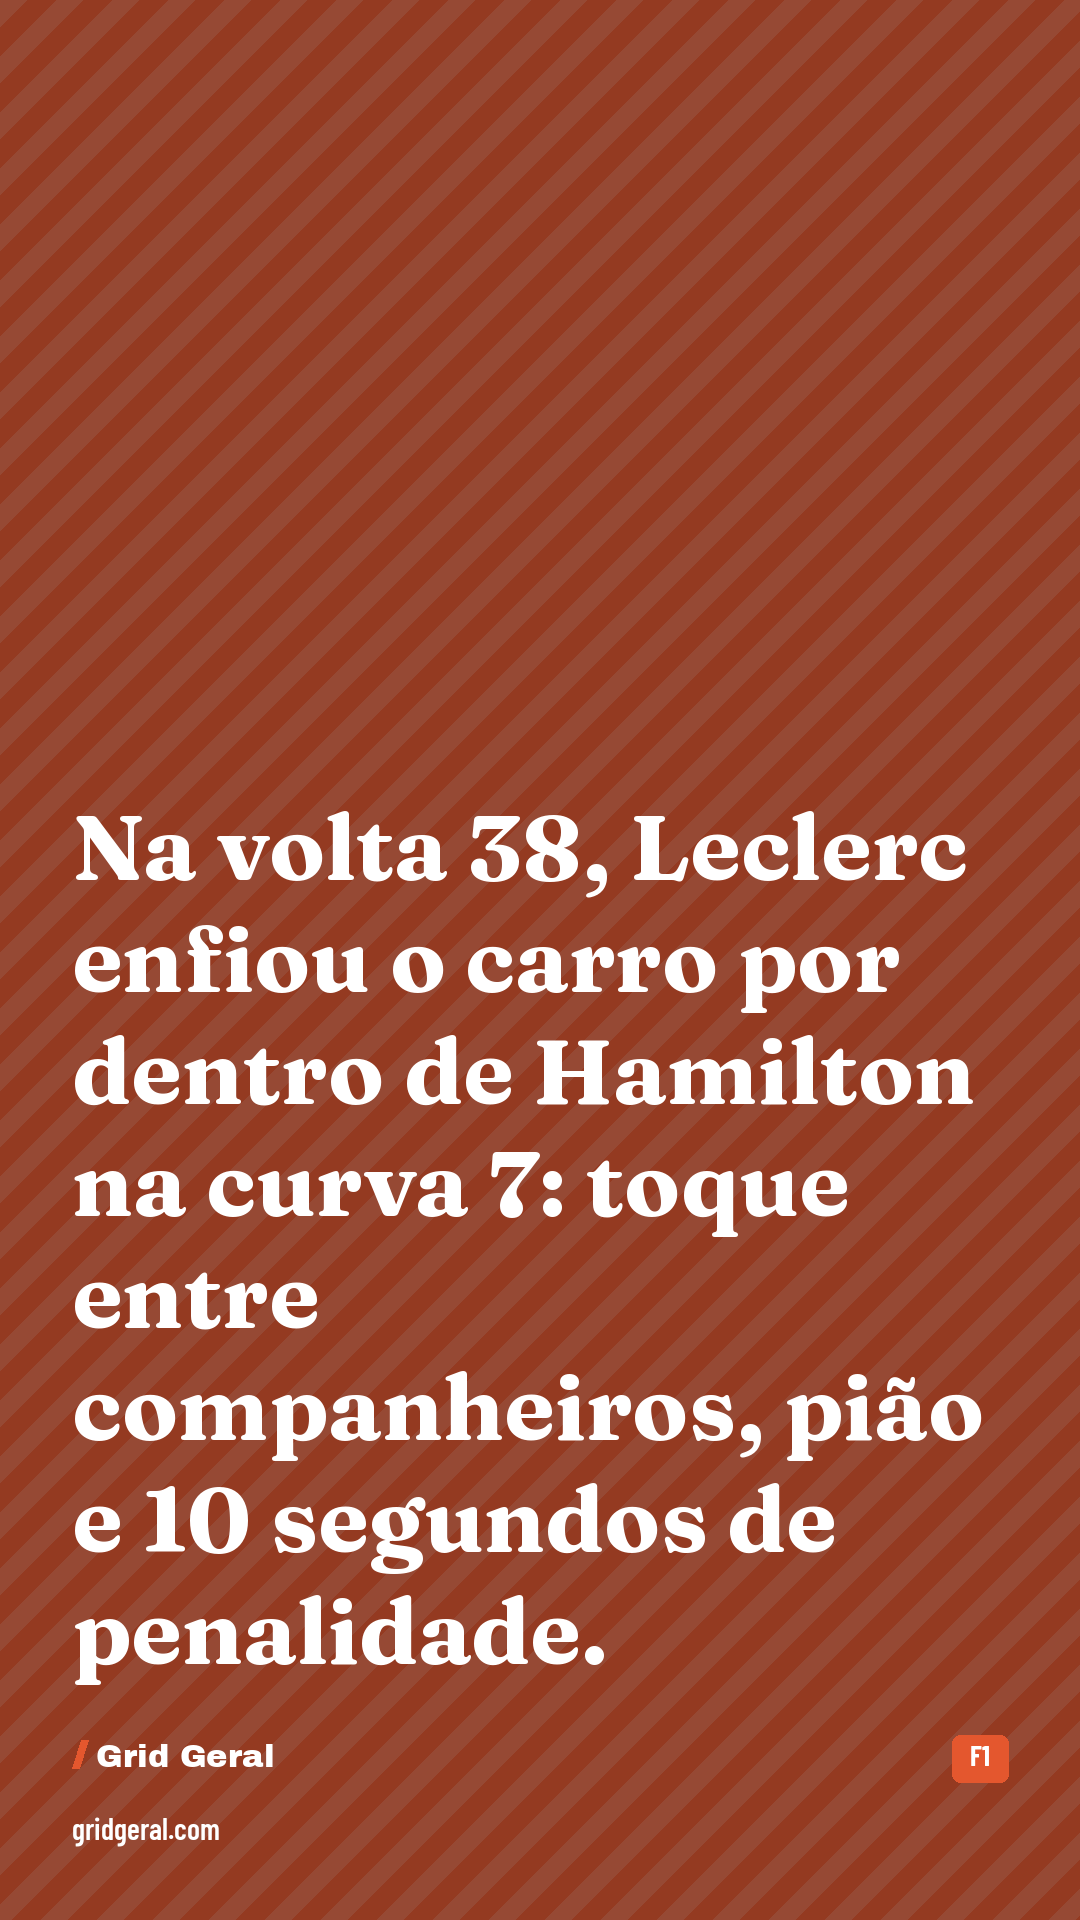 Na volta 38, Leclerc
enfiou o carro por
dentro de Hamilton
na curva 7: toque
entre
companheiros, pião
e 10 segundos de
penalidade.
/ Grid Geral
F1
gridgeral.com